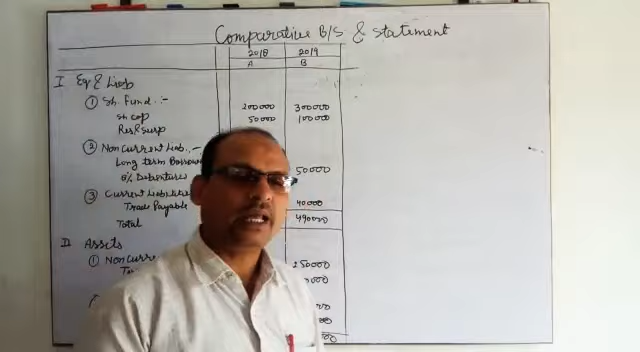 Comparative B/S & statement
2018 2019
A B
I Eq & Liab
① Sh. Fund :-
200000 300000
Sh cap 50000 100000
Res & Surp
② Non Current Liab.,-
Long term Borrow
6% Debentures 50000
③ Current Liabilities
Trade Payable 40000
Total 490000
II Assets
① Non Curre
250000